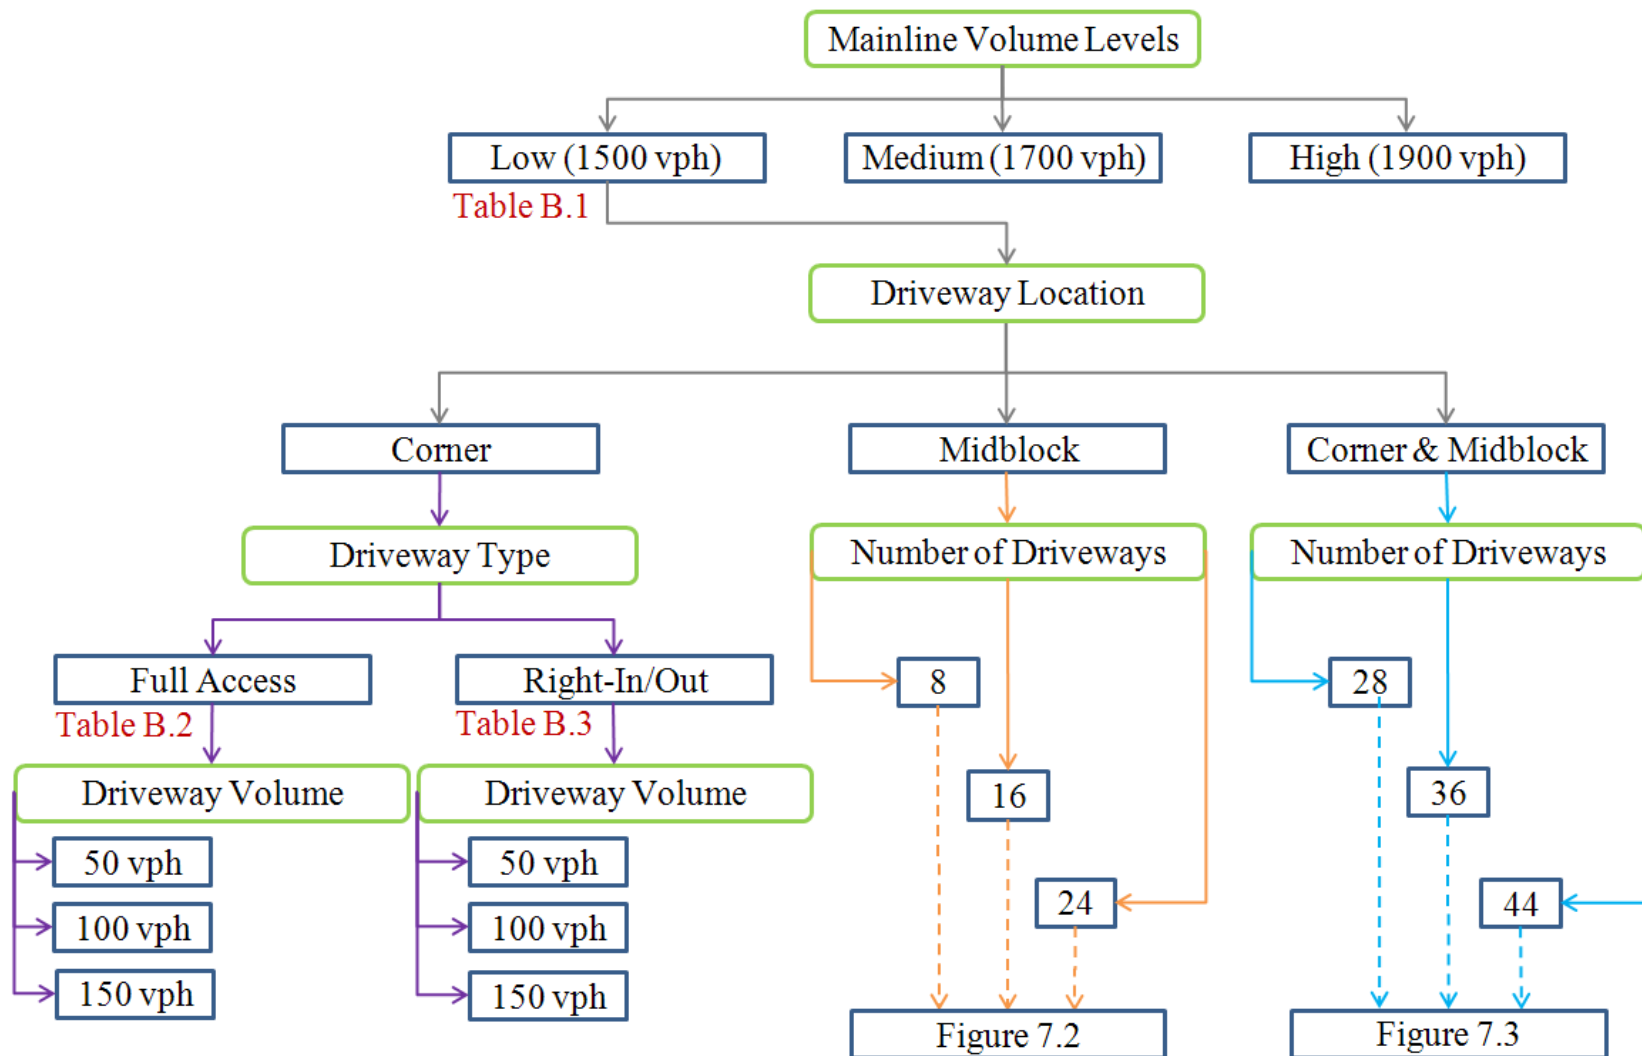 Mainline Volume Levels
Low (1500 vph)
Medium (1700 vph)
High (1900 vph)
Table B.1
Driveway Location
Corner
Midblock
Corner & Midblock
Driveway Type
Number of Driveways
Number of Driveways
Full Access
Right-In/Out
8
28
Table B.2
Table B.3
Driveway Volume
Driveway Volume
16
36
50 vph
50 vph
24
44
100 vph
100 vph
150 vph
150 vph
Figure 7.2
Figure 7.3